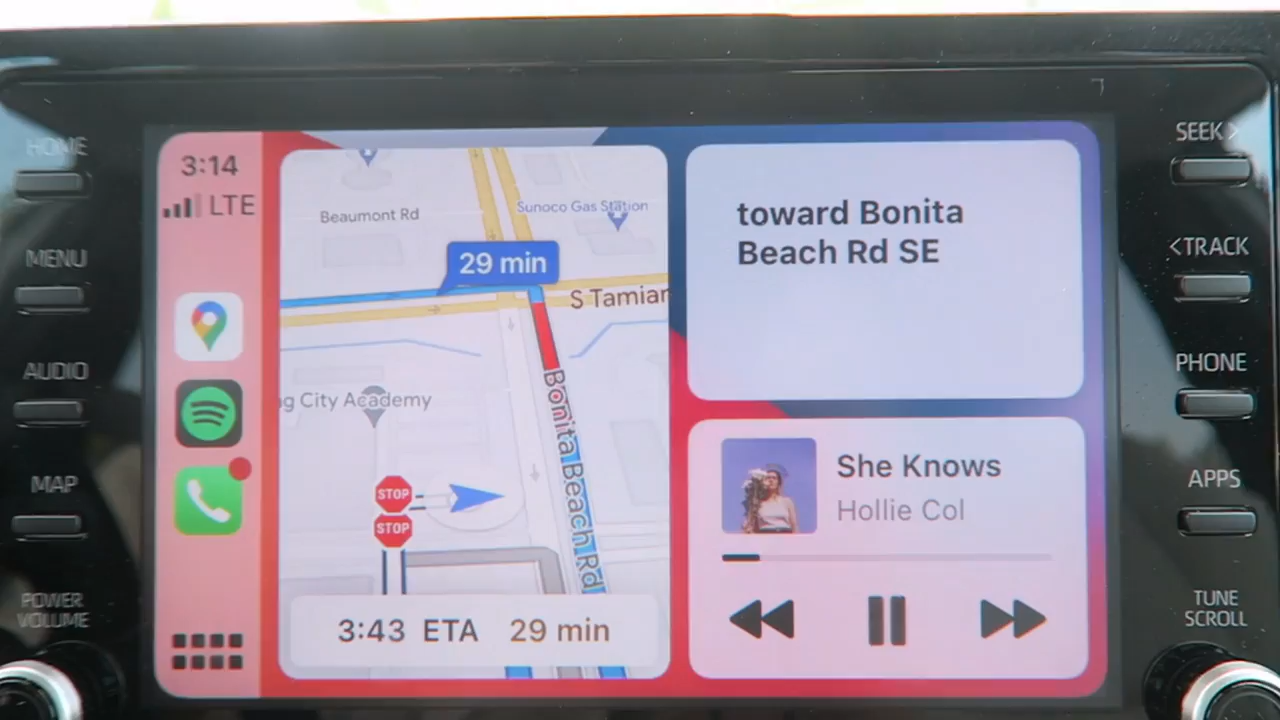 HOME
MENU
AUDIO
MAP
POWER
VOLUME
3:14
LTE
Beaumont Rd
Sunoco Gas Station
29 min
S Tamiam
g City Academy
Bonita Beach Rd
STOP
STOP
3:43 ETA 29 min
toward Bonita
Beach Rd SE
She Knows
Hollie Col
SEEK >
<TRACK
PHONE
APPS
TUNE
SCROLL